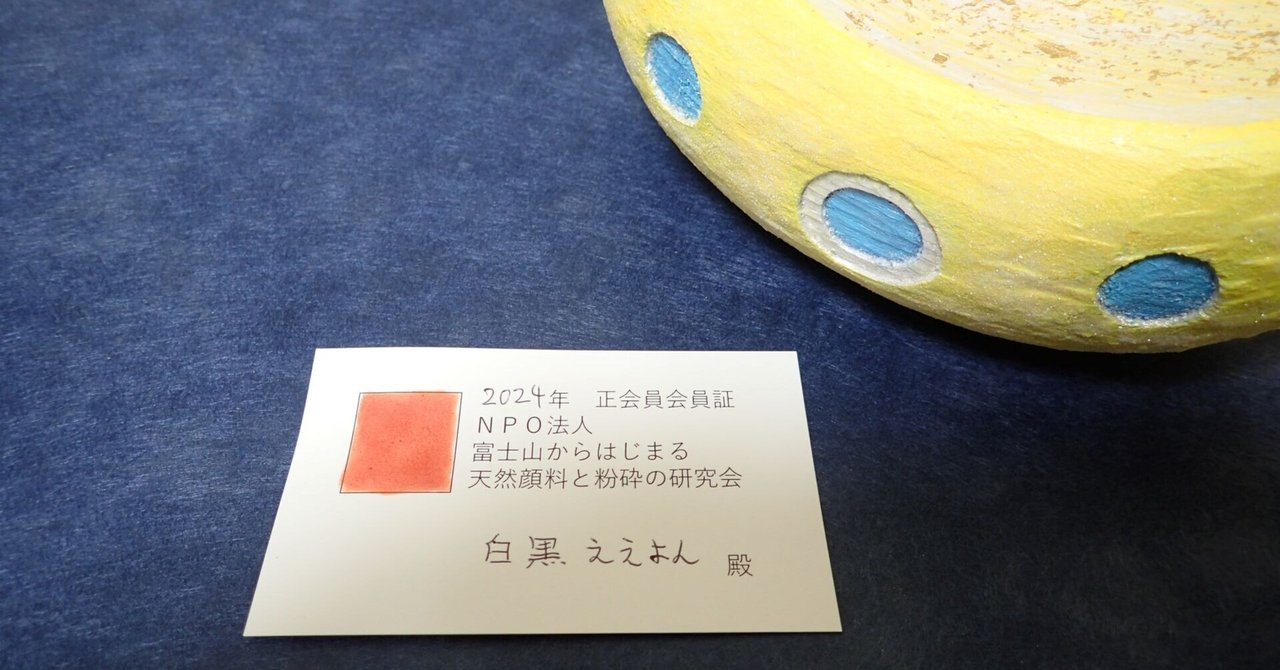 2024年 正会員会員証
NPO法人
富士山からはじまる
天然顔料と粉砕の研究会
白黒 ええよん 殿